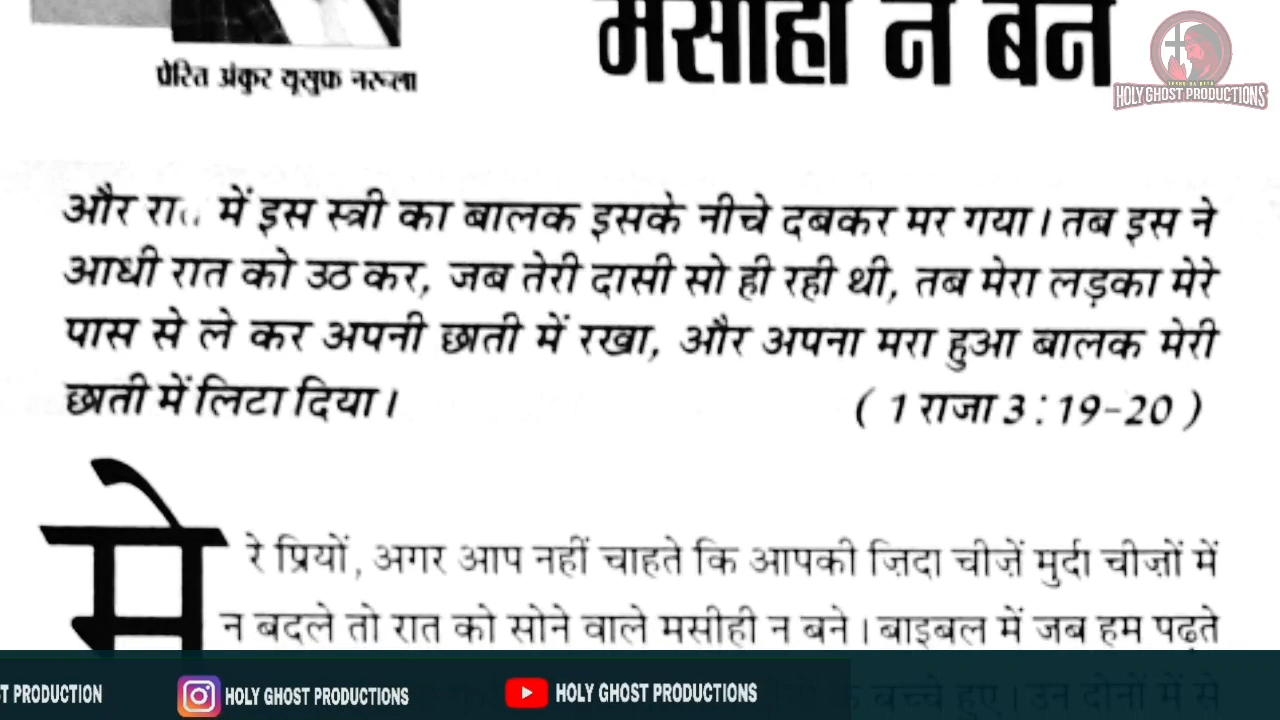 मसीही न बने
HOLY GHOST PRODUCTIONS
प्रेरित अंकुर यूसुफ नरूला
और में इस स्त्री का बालक इसके नीचे दबकर मर गया। तब इस ने
आधी रात को उठ कर, जब तेरी दासी सो ही रही थी, तब मेरा लड़का मेरे
पास से ले कर अपनी छाती में रखा, और अपना मरा हुआ बालक मेरी
छाती में लिटा दिया।
( 1 राजा 3 : 19-20 )
मेरे प्रियों, अगर आप नहीं चाहते कि आपकी ज़िदा चीज़ें मुर्दा चीज़ों में
न बदले तो रात को सोने वाले मसीही न बने। बाइबल में जब हम पढ़ते
के बच्चे हुए। उन दोनों में से
PRODUCTION
HOLY GHOST PRODUCTIONS
HOLY GHOST PRODUCTIONS